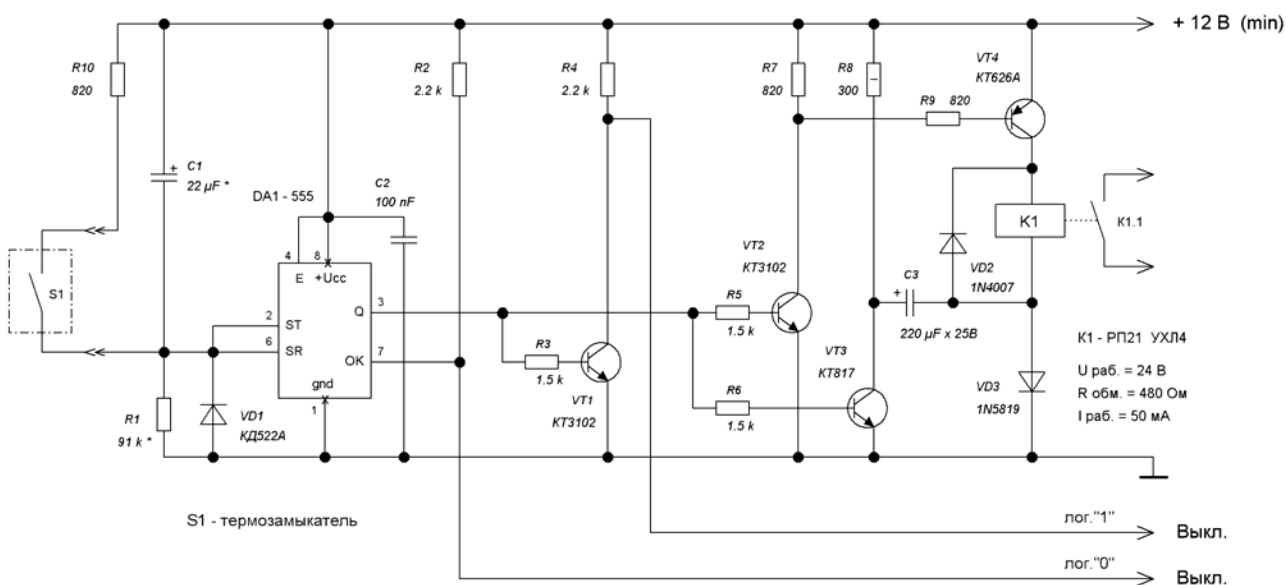 + 12 В (min)
R10
820
R2
2.2 k
R4
2.2 k
R7
820
R8
300
VT4
КТ626А
R9 820
C1
+
22 µF *
DA1 - 555
C2
100 nF
4
8
E
+Ucc
K1
K1.1
S1
2
ST
Q
3
6
SR
OK
7
gnd
1
R3
1.5 k
VT1
КТ3102
R5
1.5 k
VT2
КТ3102
R6
1.5 k
VT3
КТ817
C3
+
220 µF x 25В
VD2
1N4007
VD3
1N5819
R1
91 k *
VD1
КД522А
К1 - РП21 УХЛ4
U раб. = 24 В
R обм. = 480 Ом
I раб. = 50 мА
S1 - термозамыкатель
лог."1"
Выкл.
лог."0"
Выкл.